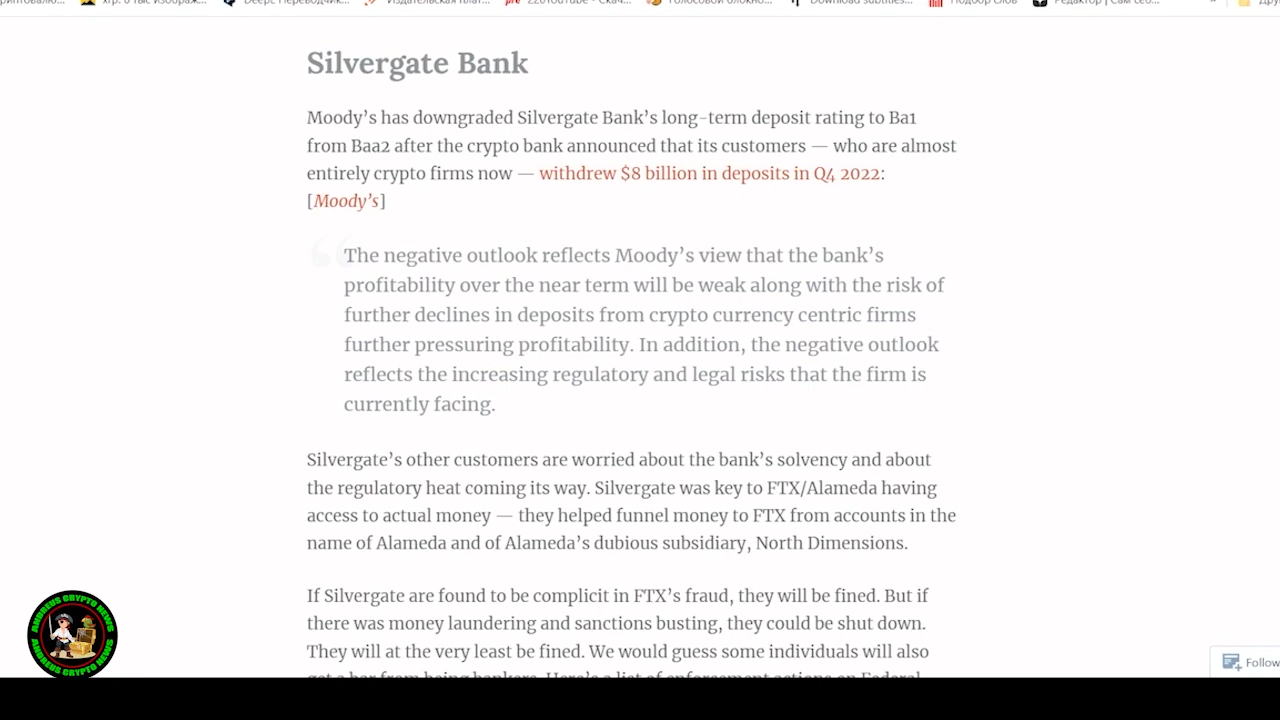 Silvergate Bank
Moody’s has downgraded Silvergate Bank’s long-term deposit rating to Ba1
from Baa2 after the crypto bank announced that its customers — who are almost
entirely crypto firms now — withdrew $8 billion in deposits in Q4 2022:
[Moody’s]
“ The negative outlook reflects Moody’s view that the bank’s
profitability over the near term will be weak along with the risk of
further declines in deposits from crypto currency centric firms
further pressuring profitability. In addition, the negative outlook
reflects the increasing regulatory and legal risks that the firm is
currently facing.
Silvergate’s other customers are worried about the bank’s solvency and about
the regulatory heat coming its way. Silvergate was key to FTX/Alameda having
access to actual money — they helped funnel money to FTX from accounts in the
name of Alameda and of Alameda’s dubious subsidiary, North Dimensions.
If Silvergate are found to be complicit in FTX’s fraud, they will be fined. But if
there was money laundering and sanctions busting, they could be shut down.
They will at the very least be fined. We would guess some individuals will also
ANDREUS CRYPTO NEWS
ANDREUS CRYPTO NEWS
Follow